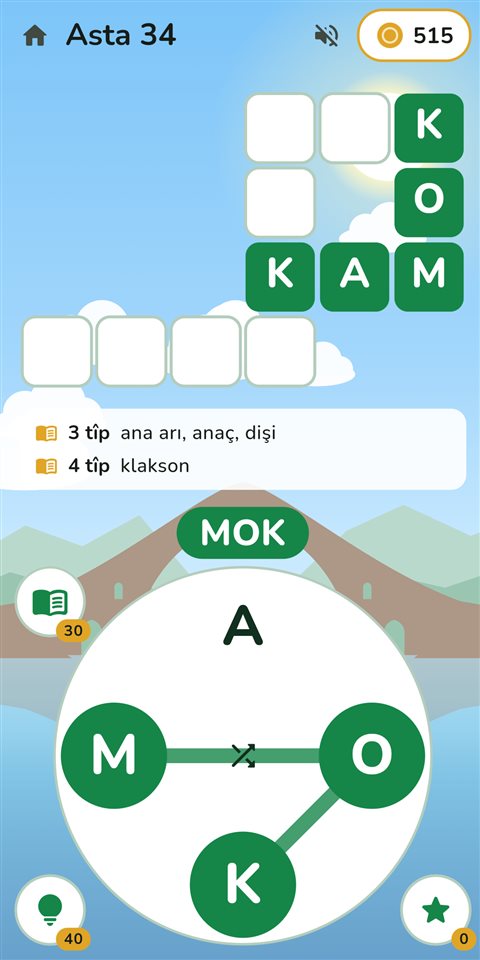 Asta 34
515
K
O
K A M
3 tîp ana arı, anaç, dişi
4 tîp klakson
MOK
30
A
M O
K
40
0